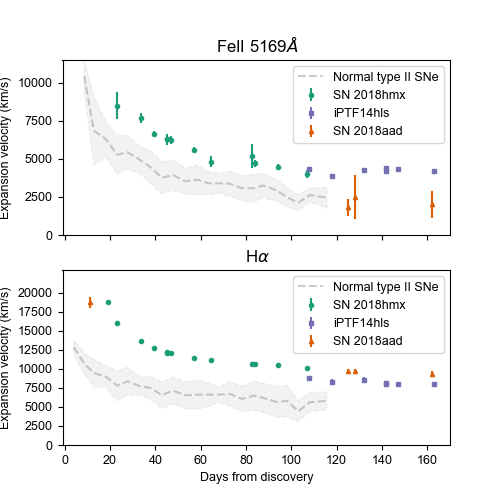 FeII 5169Å
Expansion velocity (km/s)
10000
7500
5000
2500
0
Normal type II SNe
SN 2018hmx
iPTF14hls
SN 2018aad
Hα
Expansion velocity (km/s)
20000
17500
15000
12500
10000
7500
5000
2500
0
Normal type II SNe
SN 2018hmx
iPTF14hls
SN 2018aad
0 20 40 60 80 100 120 140 160
Days from discovery